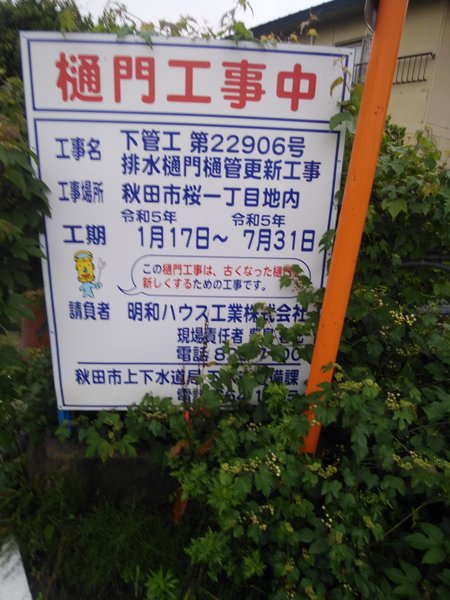 樋門工事中
工事名 下管工 第22906号
排水樋門樋管更新工事
工事場所 秋田市桜一丁目地内
令和5年 令和5年
工期 1月17日～ 7月31日
この樋門工事は、古くなった樋門
新しくするための工事です。
請負者 明和ハウス工業株式会社
現場責任者
電話
秋田市上下水道局
電話